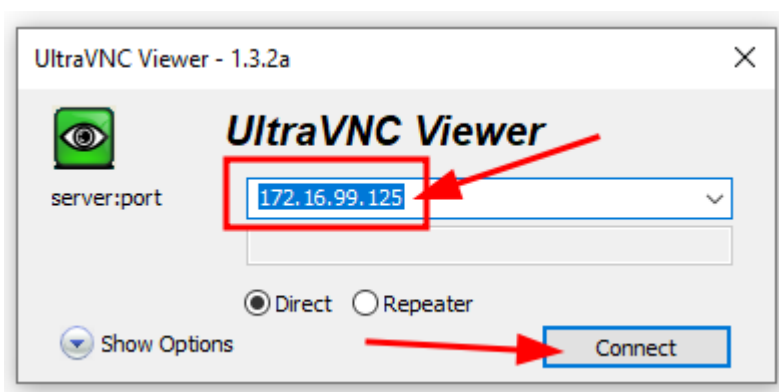 UltraVNC Viewer - 1.3.2a
UltraVNC Viewer
server:port
172.16.99.125
Direct
Repeater
Show Options
Connect